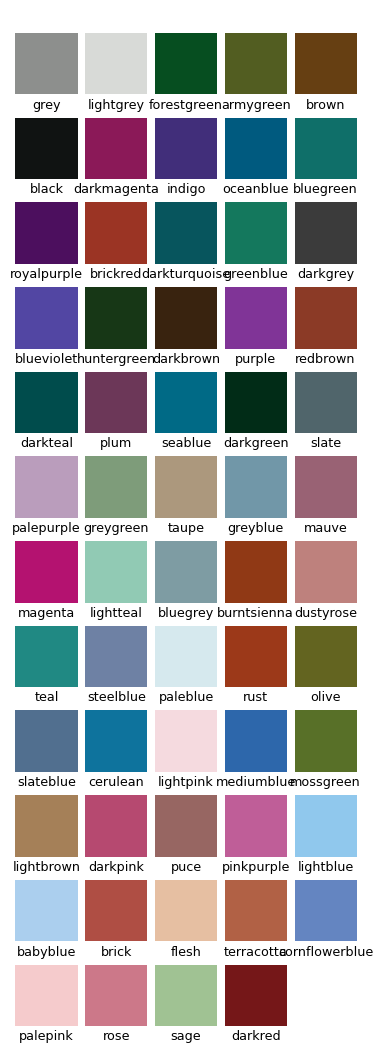 grey lightgrey forestgreen armygreen brown
black darkmagenta indigo oceanblue bluegreen
royalpurple brickred darkturquoise greenblue darkgrey
blueviolet huntergreen darkbrown purple redbrown
darkteal plum seablue darkgreen slate
palepurple greygreen taupe greyblue mauve
magenta lightteal bluegrey burntsienna dustyrose
teal steelblue paleblue rust olive
slateblue cerulean lightpink mediumblue mossgreen
lightbrown darkpink puce pinkpurple lightblue
babyblue brick flesh terracotta cornflowerblue
palepink rose sage darkred